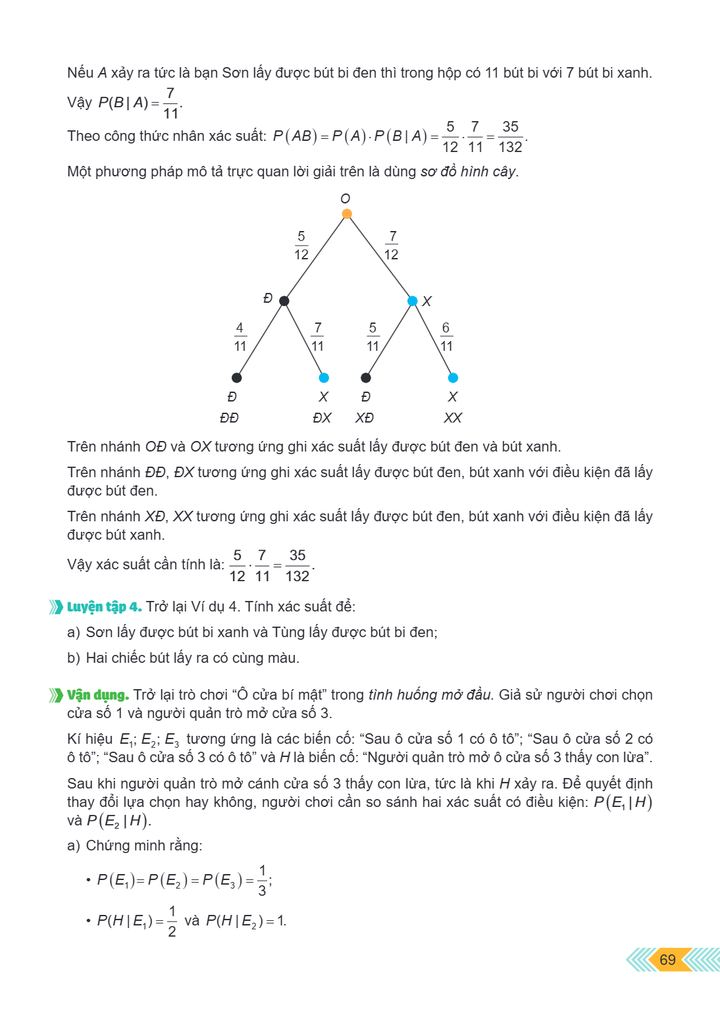 Nếu A xảy ra tức là bạn Sơn lấy được bút bi đen thì trong hộp có 11 bút bi với 7 bút bi xanh.
Vậy P(B | A) = 7/11.
Theo công thức nhân xác suất: P(AB) = P(A) · P(B | A) = 5/12 · 7/11 = 35/132.
Một phương pháp mô tả trực quan lời giải trên là dùng sơ đồ hình cây.
O
5/12 7/12
Đ X
4/11 7/11 5/11 6/11
Đ X Đ X
ĐĐ ĐX XĐ XX
Trên nhánh OĐ và OX tương ứng ghi xác suất lấy được bút đen và bút xanh.
Trên nhánh ĐĐ, ĐX tương ứng ghi xác suất lấy được bút đen, bút xanh với điều kiện đã lấy
được bút đen.
Trên nhánh XĐ, XX tương ứng ghi xác suất lấy được bút đen, bút xanh với điều kiện đã lấy
được bút xanh.
Vậy xác suất cần tính là: 5/12 · 7/11 = 35/132.
Luyện tập 4. Trở lại Ví dụ 4. Tính xác suất để:
a) Sơn lấy được bút bi xanh và Tùng lấy được bút bi đen;
b) Hai chiếc bút lấy ra có cùng màu.
Vận dụng. Trở lại trò chơi “Ô cửa bí mật” trong tình huống mở đầu. Giả sử người chơi chọn
cửa số 1 và người quản trò mở cửa số 3.
Kí hiệu E₁; E₂; E₃ tương ứng là các biến cố: “Sau ô cửa số 1 có ô tô”; “Sau ô cửa số 2 có
ô tô”; “Sau ô cửa số 3 có ô tô” và H là biến cố: “Người quản trò mở ô cửa số 3 thấy con lừa”.
Sau khi người quản trò mở cánh cửa số 3 thấy con lừa, tức là khi H xảy ra. Để quyết định
thay đổi lựa chọn hay không, người chơi cần so sánh hai xác suất có điều kiện: P(E₁ | H)
và P(E₂ | H).
a) Chứng minh rằng:
• P(E₁) = P(E₂) = P(E₃) = 1/3;
• P(H | E₁) = 1/2 và P(H | E₂) = 1.
69